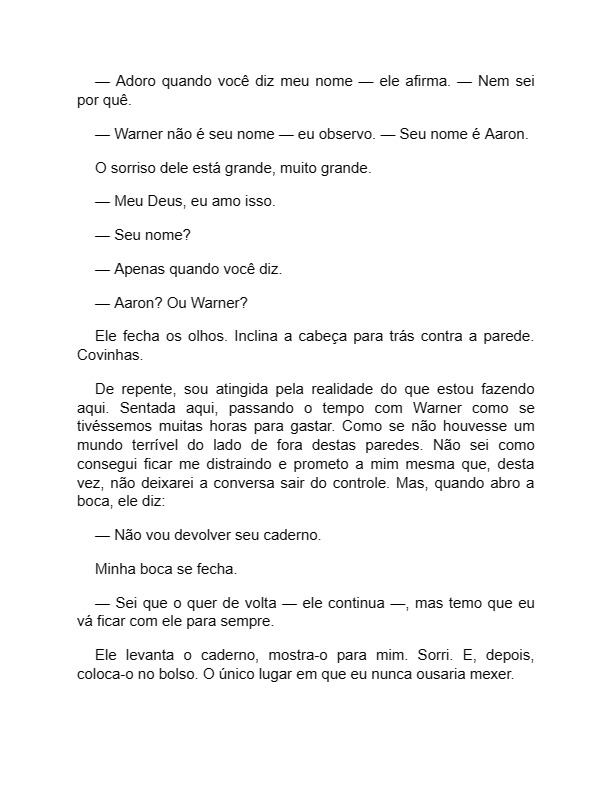 — Adoro quando você diz meu nome — ele afirma. — Nem sei
por quê.
— Warner não é seu nome — eu observo. — Seu nome é Aaron.
O sorriso dele está grande, muito grande.
— Meu Deus, eu amo isso.
— Seu nome?
— Apenas quando você diz.
— Aaron? Ou Warner?
Ele fecha os olhos. Inclina a cabeça para trás contra a parede.
Covinhas.
De repente, sou atingida pela realidade do que estou fazendo
aqui. Sentada aqui, passando o tempo com Warner como se
tivéssemos muitas horas para gastar. Como se não houvesse um
mundo terrível do lado de fora destas paredes. Não sei como
consegui ficar me distraindo e prometo a mim mesma que, desta
vez, não deixarei a conversa sair do controle. Mas, quando abro a
boca, ele diz:
— Não vou devolver seu caderno.
Minha boca se fecha.
— Sei que o quer de volta — ele continua —, mas temo que eu
vá ficar com ele para sempre.
Ele levanta o caderno, mostra-o para mim. Sorri. E, depois,
coloca-o no bolso. O único lugar em que eu nunca ousaria mexer.